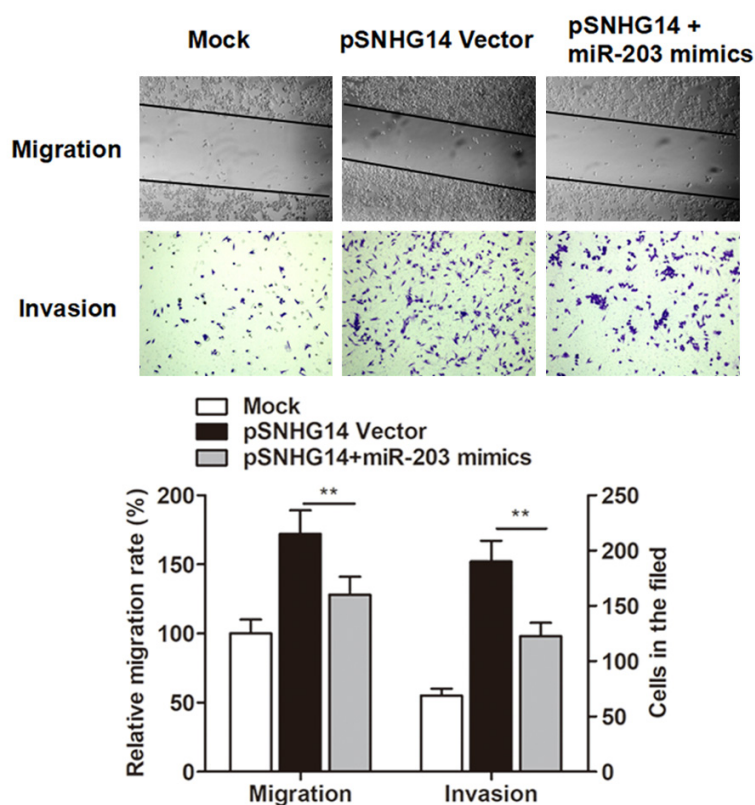 Mock
pSNHG14 Vector
pSNHG14 +
miR-203 mimics
Migration
Invasion
Mock
pSNHG14 Vector
pSNHG14+miR-203 mimics
Relative migration rate (%)
200
150
100
50
0
**
**
250
200
150
100
50
0
Cells in the filed
Migration
Invasion